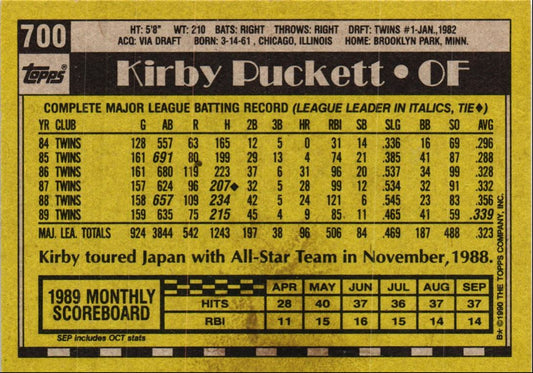 700
HT: 5'8" WT: 210 BATS: RIGHT THROWS: RIGHT DRFT: TWINS #1-JAN., 1982
ACQ: VIA DRAFT BORN: 3-14-61, CHICAGO, ILLINOIS HOME: BROOKLYN PARK, MINN.
topps®
Kirby Puckett • OF
COMPLETE MAJOR LEAGUE BATTING RECORD (LEAGUE LEADER IN ITALICS, TIE♦)
YR CLUB G AB R H 2B 3B HR RBI SB SLG BB SO AVG
84 TWINS 128 557 63 165 12 5 0 31 14 .336 16 69 .296
85 TWINS 161 691 80 199 29 13 4 74 21 .385 41 87 .288
86 TWINS 161 680 119 223 37 6 31 96 20 .537 34 99 .328
87 TWINS 157 624 96 207♦ 32 5 28 99 12 .534 32 91 .332
88 TWINS 158 657 109 234 42 5 24 121 6 .545 23 83 .356
89 TWINS 159 635 75 215 45 4 9 85 11 .465 41 59 .339
MAJ. LEA. TOTALS 924 3844 542 1243 197 38 96 506 84 .469 187 488 .323
Kirby toured Japan with All-Star Team in November, 1988.
1989 MONTHLY SCOREBOARD
APR MAY JUN JUL AUG SEP
HITS 28 40 37 36 37 37
RBI 11 15 16 15 14 14
SEP includes OCT stats
B* ©1990 THE TOPPS COMPANY, INC.